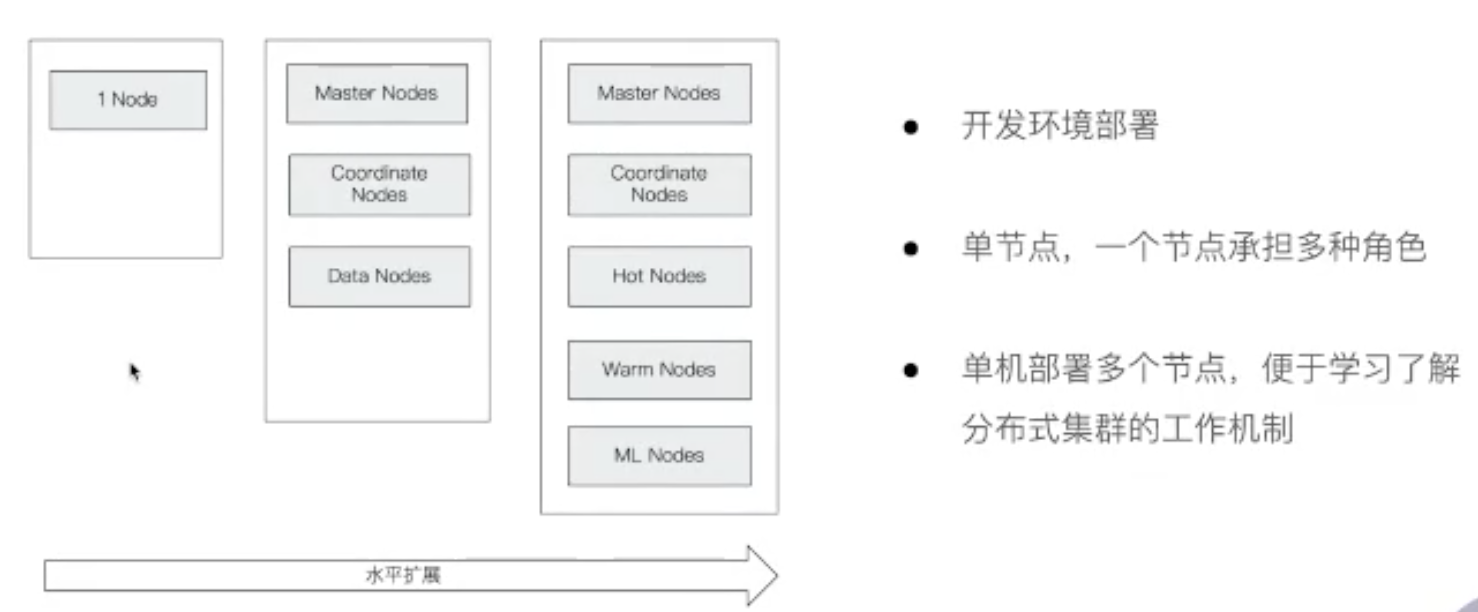 1 Node
Master Nodes
Coordinate
Nodes
Data Nodes
Master Nodes
Coordinate
Nodes
Hot Nodes
Warm Nodes
ML Nodes
水平扩展
● 开发环境部署
● 单节点，一个节点承担多种角色
● 单机部署多个节点，便于学习了解
分布式集群的工作机制